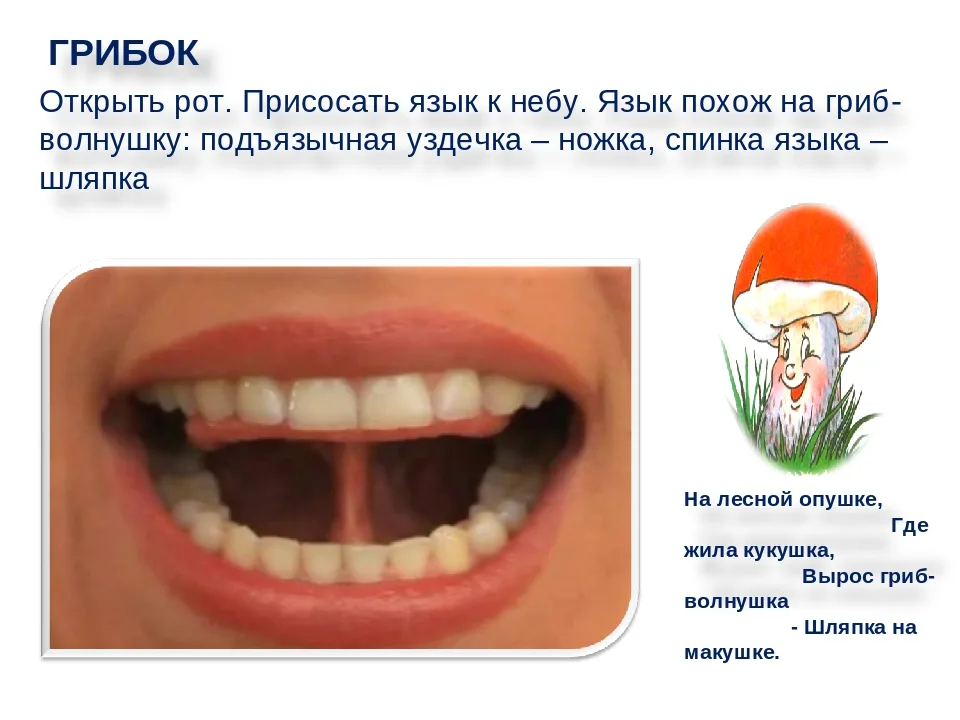 ГРИБОК
Открыть рот. Присосать язык к небу. Язык похож на гриб-
волнушку: подъязычная уздечка – ножка, спинка языка –
шляпка
На лесной опушке,
Где
жила кукушка,
Вырос гриб-
волнушка
- Шляпка на
макушке.